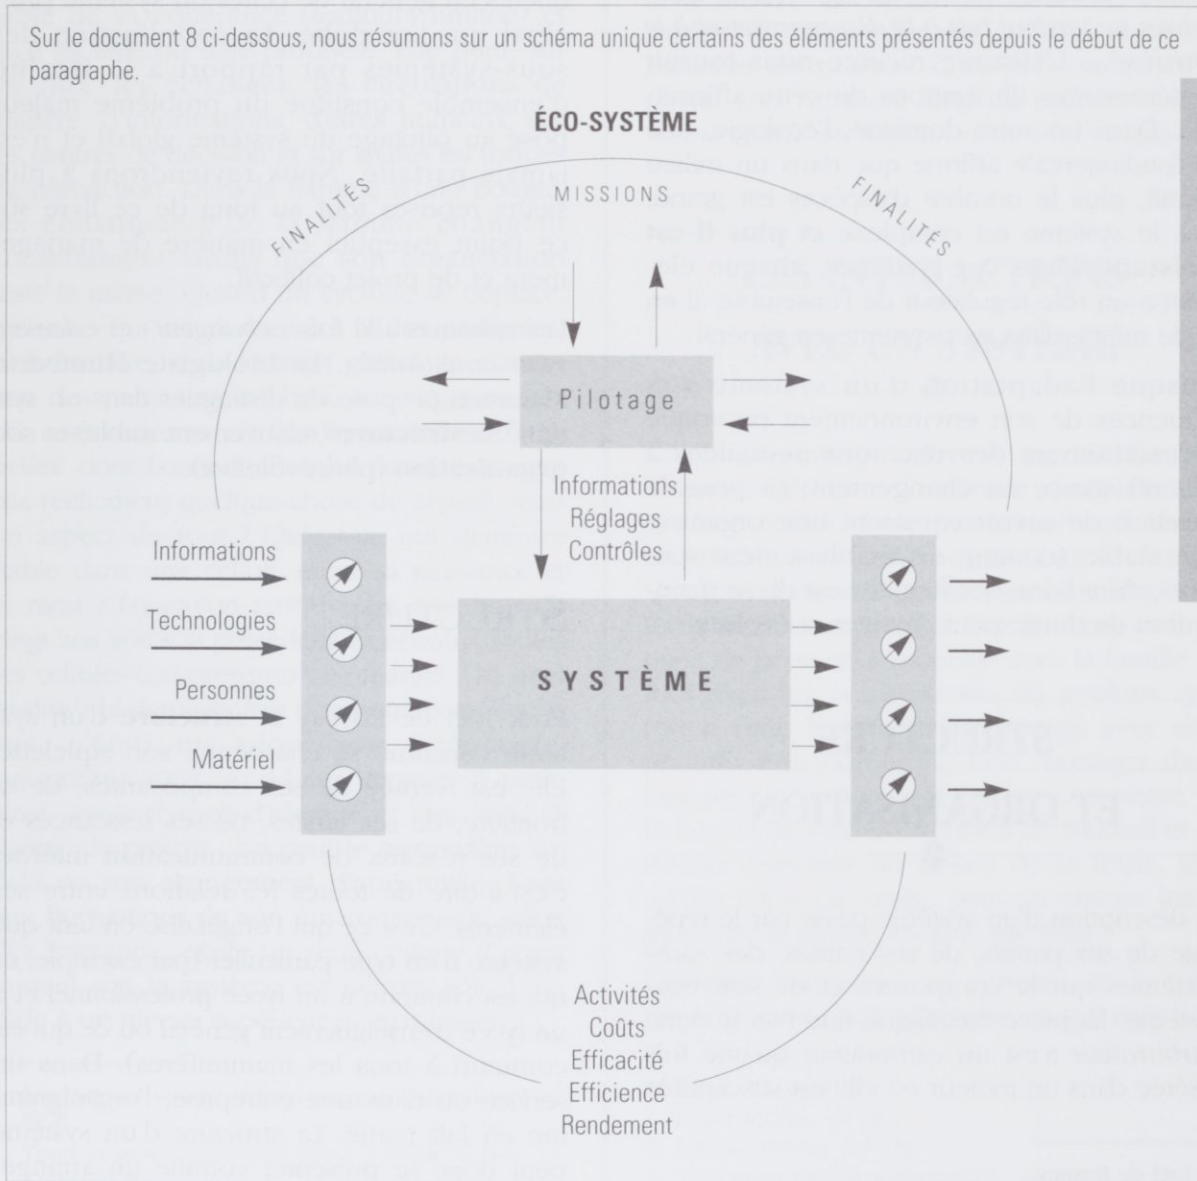 Sur le document 8 ci-dessous, nous résumons sur un schéma unique certains des éléments présentés depuis le début de ce
paragraphe.
ÉCO-SYSTÈME
MISSIONS
FINALITÉS
FINALITÉS
Pilotage
Informations
Réglages
Contrôles
Informations
Technologies
Personnes
Matériel
SYSTÈME
Activités
Coûts
Efficacité
Efficience
Rendement